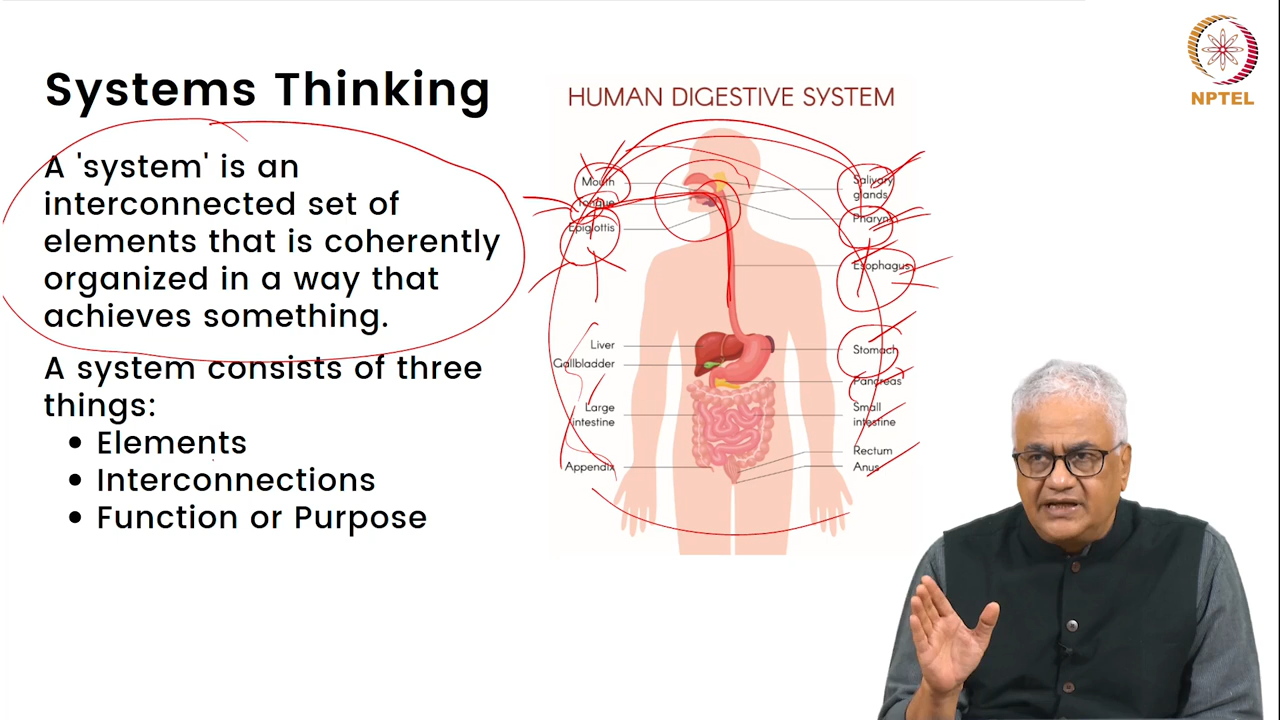 NPTEL
Systems Thinking
A 'system' is an
interconnected set of
elements that is coherently
organized in a way that
achieves something.
A system consists of three
things:
• Elements
• Interconnections
• Function or Purpose
HUMAN DIGESTIVE SYSTEM
Mouth
Tongue
Epiglottis
Liver
Gallbladder
Large
intestine
Appendix
Salivary
glands
Pharynx
Esophagus
Stomach
Pancreas
Small
intestine
Rectum
Anus